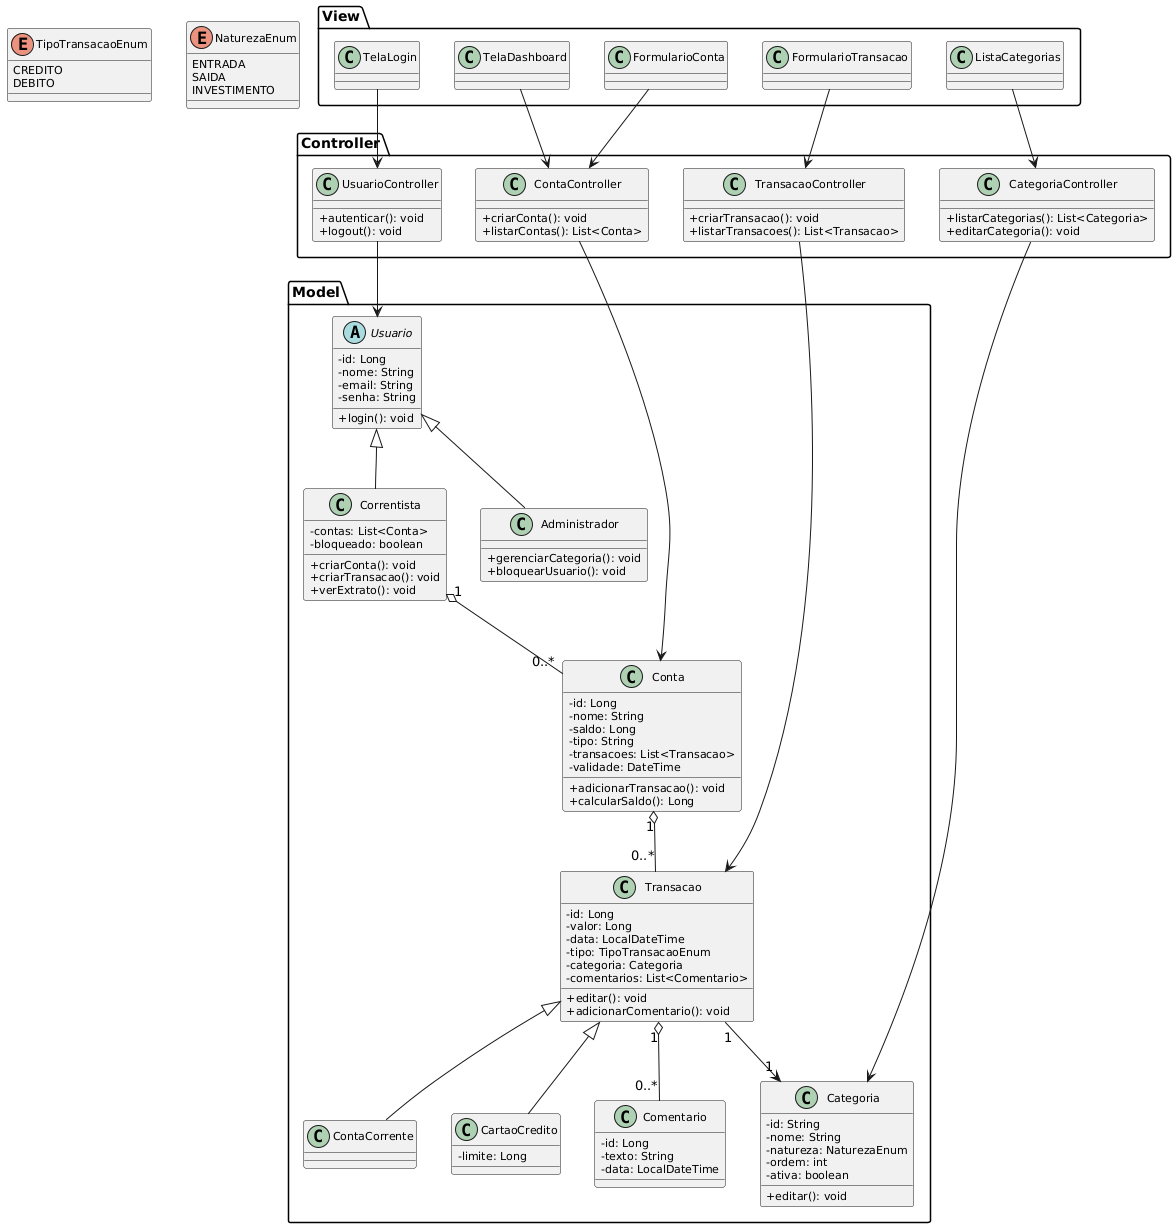 View
E TipoTransacaoEnum
CREDITO
DEBITO
E NaturezaEnum
ENTRADA
SAIDA
INVESTIMENTO
C TelaLogin
C TelaDashboard
C FormularioConta
C FormularioTransacao
C ListaCategorias
Controller
C UsuarioController
+autenticar(): void
+logout(): void
C ContaController
+criarConta(): void
+listarContas(): List<Conta>
C TransacaoController
+criarTransacao(): void
+listarTransacoes(): List<Transacao>
C CategoriaController
+listarCategorias(): List<Categoria>
+editarCategoria(): void
Model
A Usuario
-id: Long
-nome: String
-email: String
-senha: String
+login(): void
C Correntista
-contas: List<Conta>
-bloqueado: boolean
+criarConta(): void
+criarTransacao(): void
+verExtrato(): void
C Administrador
+gerenciarCategoria(): void
+bloquearUsuario(): void
1
0..*
C Conta
-id: Long
-nome: String
-saldo: Long
-tipo: String
-transacoes: List<Transacao>
-validade: DateTime
+adicionarTransacao(): void
+calcularSaldo(): Long
1
0..*
C Transacao
-id: Long
-valor: Long
-data: LocalDateTime
-tipo: TipoTransacaoEnum
-categoria: Categoria
-comentarios: List<Comentario>
+editar(): void
+adicionarComentario(): void
1
1
1
0..*
C ContaCorrente
C CartaoCredito
-limite: Long
C Comentario
-id: Long
-texto: String
-data: LocalDateTime
C Categoria
-id: String
-nome: String
-natureza: NaturezaEnum
-ordem: int
-ativa: boolean
+editar(): void